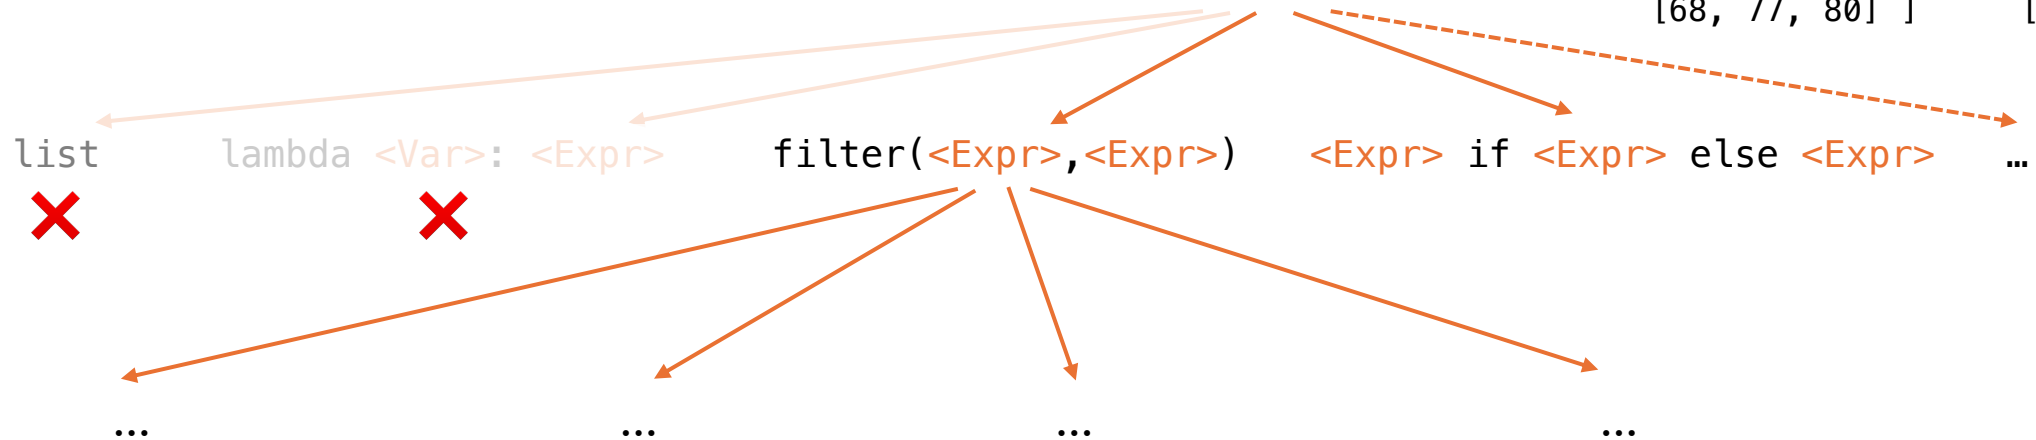 [68, 77, 80] ] [
list lambda <Var>: <Expr> filter(<Expr>,<Expr>) <Expr> if <Expr> else <Expr> …
... ... ... ...